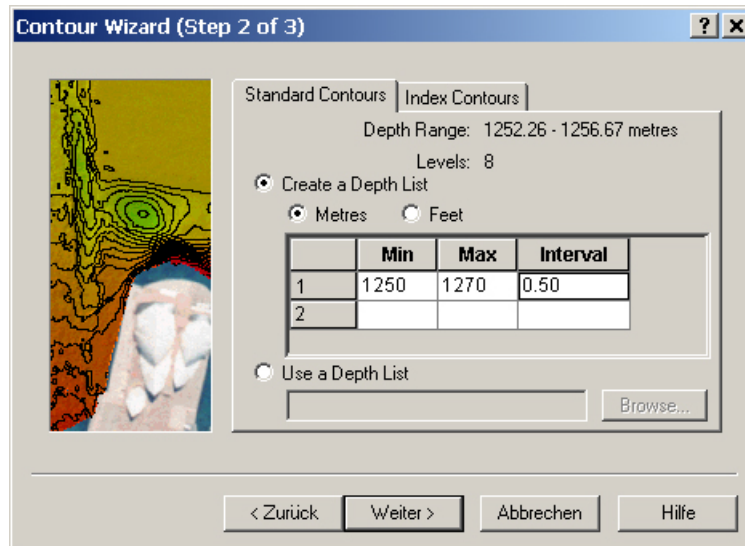 Contour Wizard (Step 2 of 3)
Standard Contours
Index Contours
Depth Range: 1252.26 - 1256.67 metres
Levels: 8
Create a Depth List
Metres
Feet
Min Max Interval
1 1250 1270 0.50
2
Use a Depth List
Browse...
< Zurück
Weiter >
Abbrechen
Hilfe